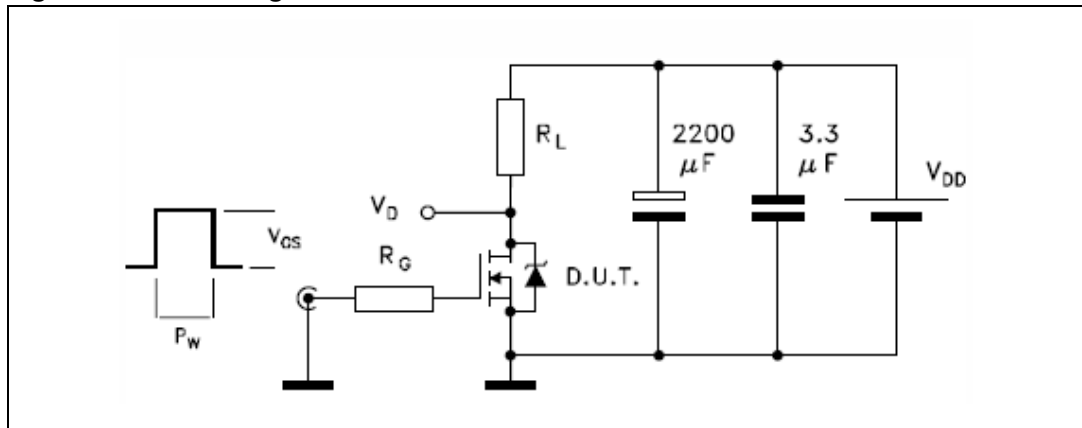 R_L
2200
μF
3.3
μF
V_DD
V_D
V_GS
R_G
D.U.T.
P_W